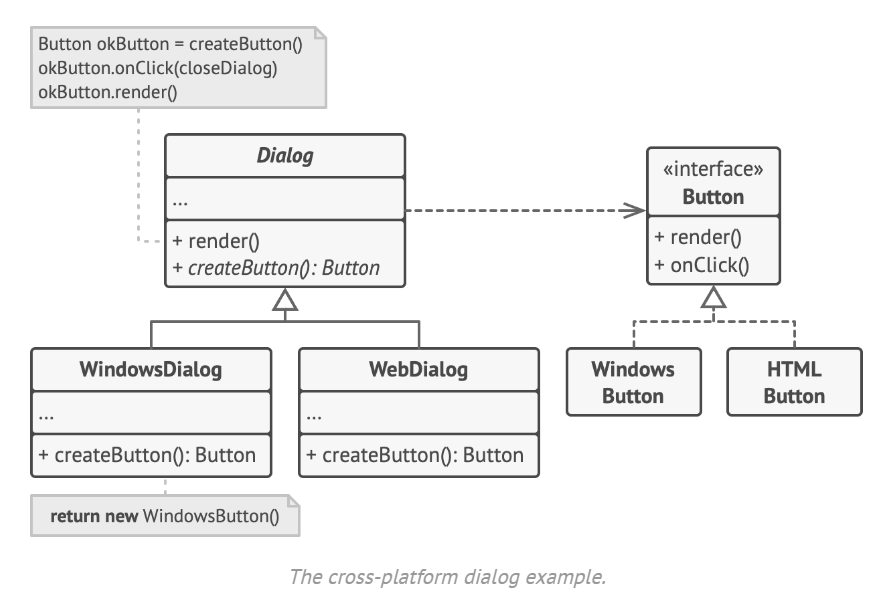 Button okButton = createButton()
okButton.onClick(closeDialog)
okButton.render()
Dialog
...
+ render()
+ createButton(): Button
«interface»
Button
+ render()
+ onClick()
WindowsDialog
...
+ createButton(): Button
WebDialog
...
+ createButton(): Button
Windows
Button
HTML
Button
return new WindowsButton()
The cross-platform dialog example.